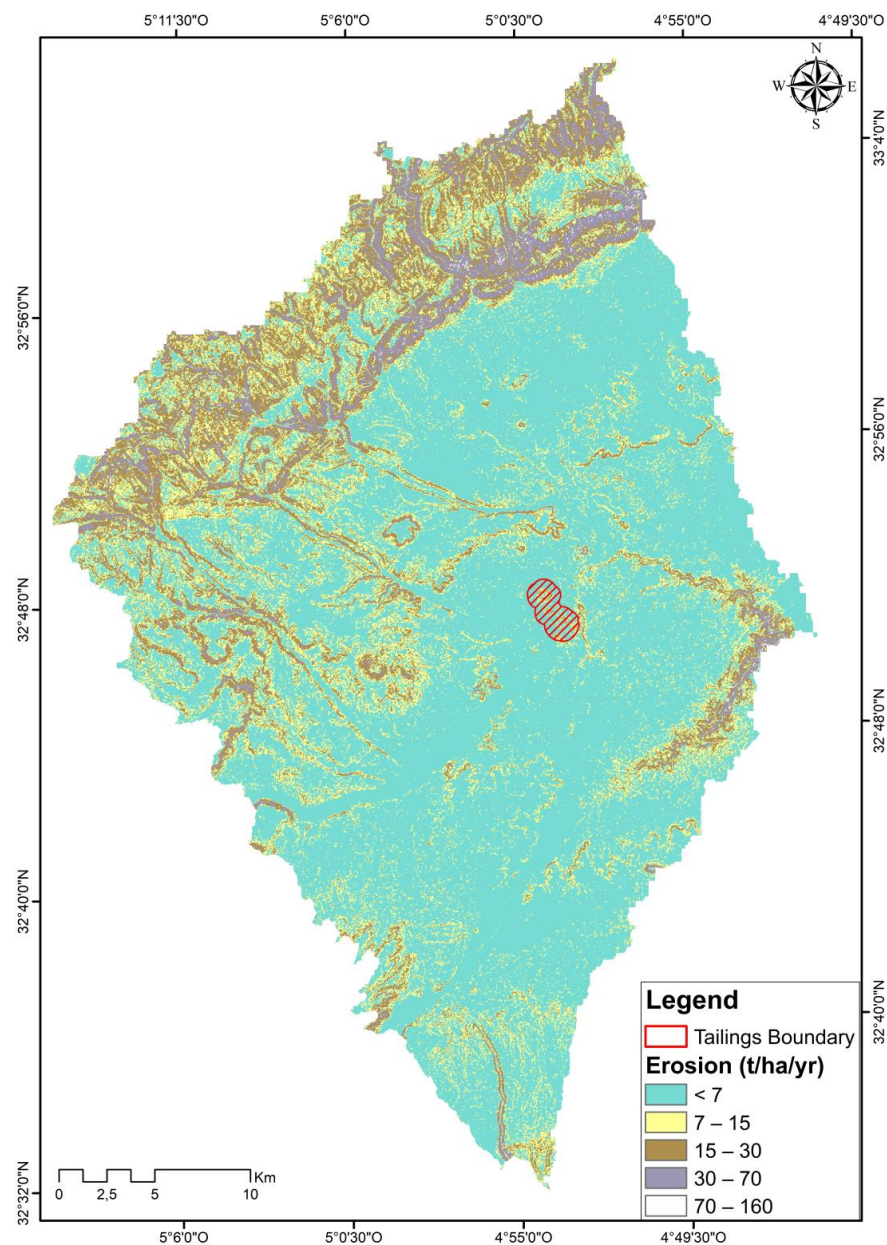 5°11'30"O 5°6'0"O 5°0'30"O 4°55'0"O 4°49'30"O
N
W E
S
33°4'0"N
32°56'0"N
32°56'0"N
32°48'0"N
32°48'0"N
32°40'0"N
32°40'0"N
32°32'0"N
Legend
Tailings Boundary
Erosion (t/ha/yr)
< 7
7 – 15
15 – 30
30 – 70
70 – 160
Km
0 2,5 5 10
5°6'0"O 5°0'30"O 4°55'0"O 4°49'30"O